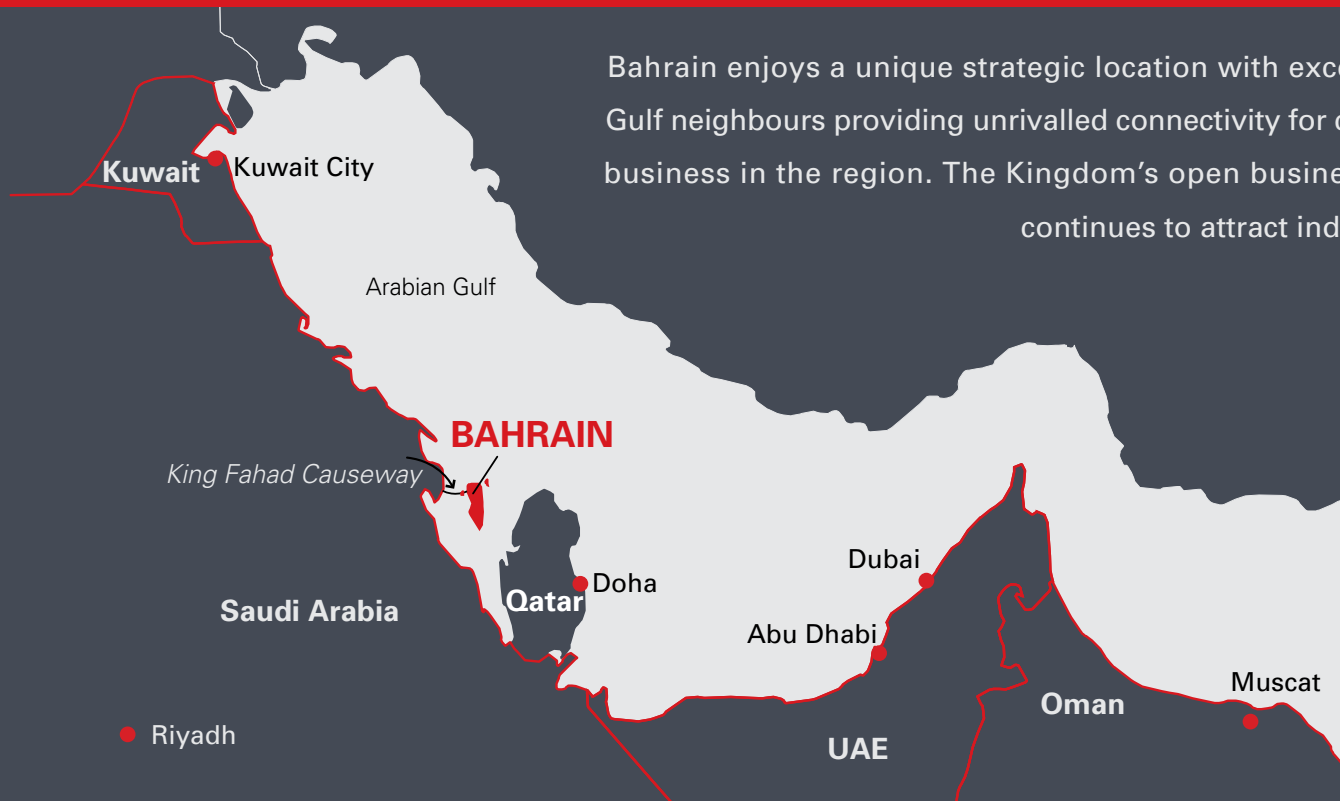 Bahrain enjoys a unique strategic location with exc
Gulf neighbours providing unrivalled connectivity for
business in the region. The Kingdom’s open busine
continues to attract ind
Kuwait
Kuwait City
Arabian Gulf
BAHRAIN
King Fahad Causeway
Dubai
Doha
Qatar
Saudi Arabia
Abu Dhabi
Muscat
Oman
Riyadh
UAE